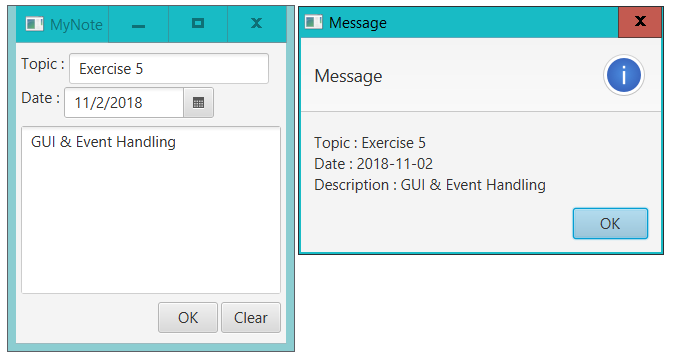 MyNote
Topic : Exercise 5
Date : 11/2/2018
GUI & Event Handling
OK Clear
Message
Message
Topic : Exercise 5
Date : 2018-11-02
Description : GUI & Event Handling
OK